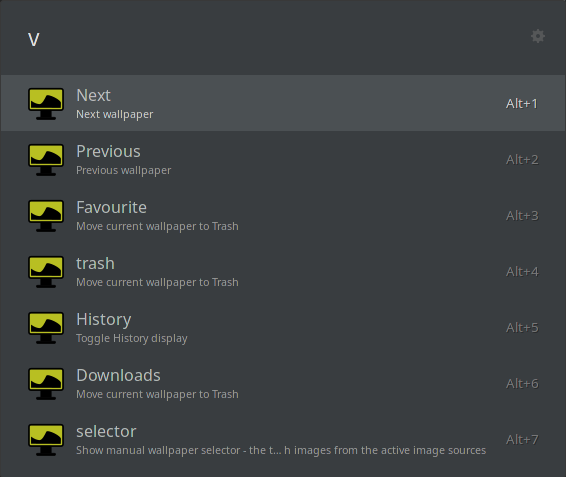 v
Next
Next wallpaper
Alt+1
Previous
Previous wallpaper
Alt+2
Favourite
Move current wallpaper to Trash
Alt+3
trash
Move current wallpaper to Trash
Alt+4
History
Toggle History display
Alt+5
Downloads
Move current wallpaper to Trash
Alt+6
selector
Show manual wallpaper selector - the t... h images from the active image sources
Alt+7